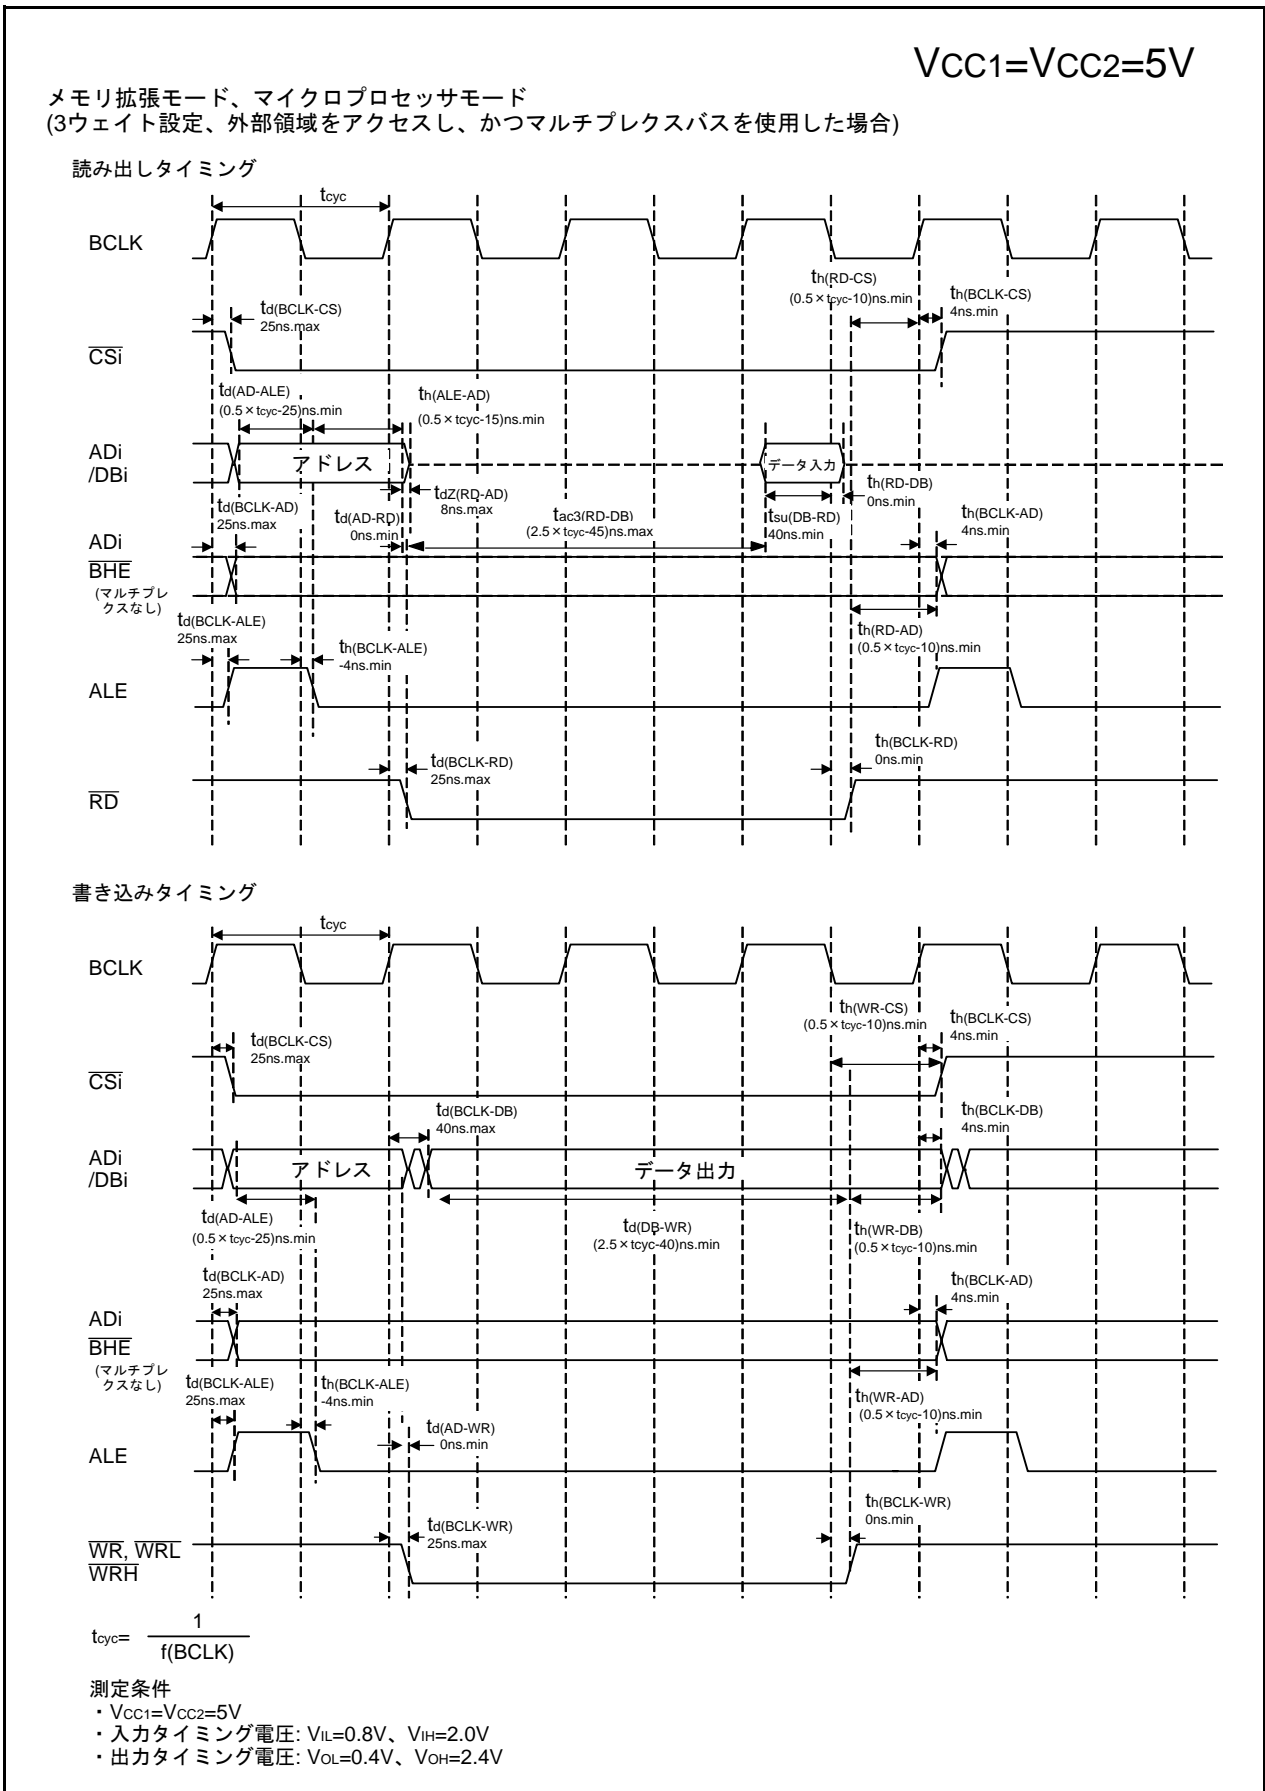 VCC1=VCC2=5V
メモリ拡張モード、マイクロプロセッサモード
(3ウェイト設定、外部領域をアクセスし、かつマルチプレクスバスを使用した場合)
読み出しタイミング
tcyc
BCLK
th(RD-CS)
(0.5×tcyc-10)ns.min
th(BCLK-CS)
4ns.min
td(BCLK-CS)
25ns.max
CSi
td(AD-ALE)
(0.5×tcyc-25)ns.min
th(ALE-AD)
(0.5×tcyc-15)ns.min
ADi
/DBi
アドレス
データ入力
th(RD-DB)
0ns.min
td(BCLK-AD)
25ns.max
td(AD-RD)
0ns.min
tdZ(RD-AD)
8ns.max
tac3(RD-DB)
(2.5×tcyc-45)ns.max
tsu(DB-RD)
40ns.min
th(BCLK-AD)
4ns.min
ADi
BHE
(マルチプレ
クスなし)
td(BCLK-ALE)
25ns.max
th(BCLK-ALE)
-4ns.min
th(RD-AD)
(0.5×tcyc-10)ns.min
ALE
td(BCLK-RD)
25ns.max
th(BCLK-RD)
0ns.min
RD
書き込みタイミング
tcyc
BCLK
th(WR-CS)
(0.5×tcyc-10)ns.min
th(BCLK-CS)
4ns.min
td(BCLK-CS)
25ns.max
CSi
td(BCLK-DB)
40ns.max
th(BCLK-DB)
4ns.min
ADi
/DBi
アドレス
データ出力
td(AD-ALE)
(0.5×tcyc-25)ns.min
td(DB-WR)
(2.5×tcyc-40)ns.min
th(WR-DB)
(0.5×tcyc-10)ns.min
td(BCLK-AD)
25ns.max
th(BCLK-AD)
4ns.min
ADi
BHE
(マルチプレ
クスなし)
td(BCLK-ALE)
25ns.max
th(BCLK-ALE)
-4ns.min
th(WR-AD)
(0.5×tcyc-10)ns.min
td(AD-WR)
0ns.min
ALE
td(BCLK-WR)
25ns.max
th(BCLK-WR)
0ns.min
WR, WRL
WRH
tcyc= 1
f(BCLK)
測定条件
・VCC1=VCC2=5V
・入力タイミング電圧: VIL=0.8V、VIH=2.0V
・出力タイミング電圧: VOL=0.4V、VOH=2.4V